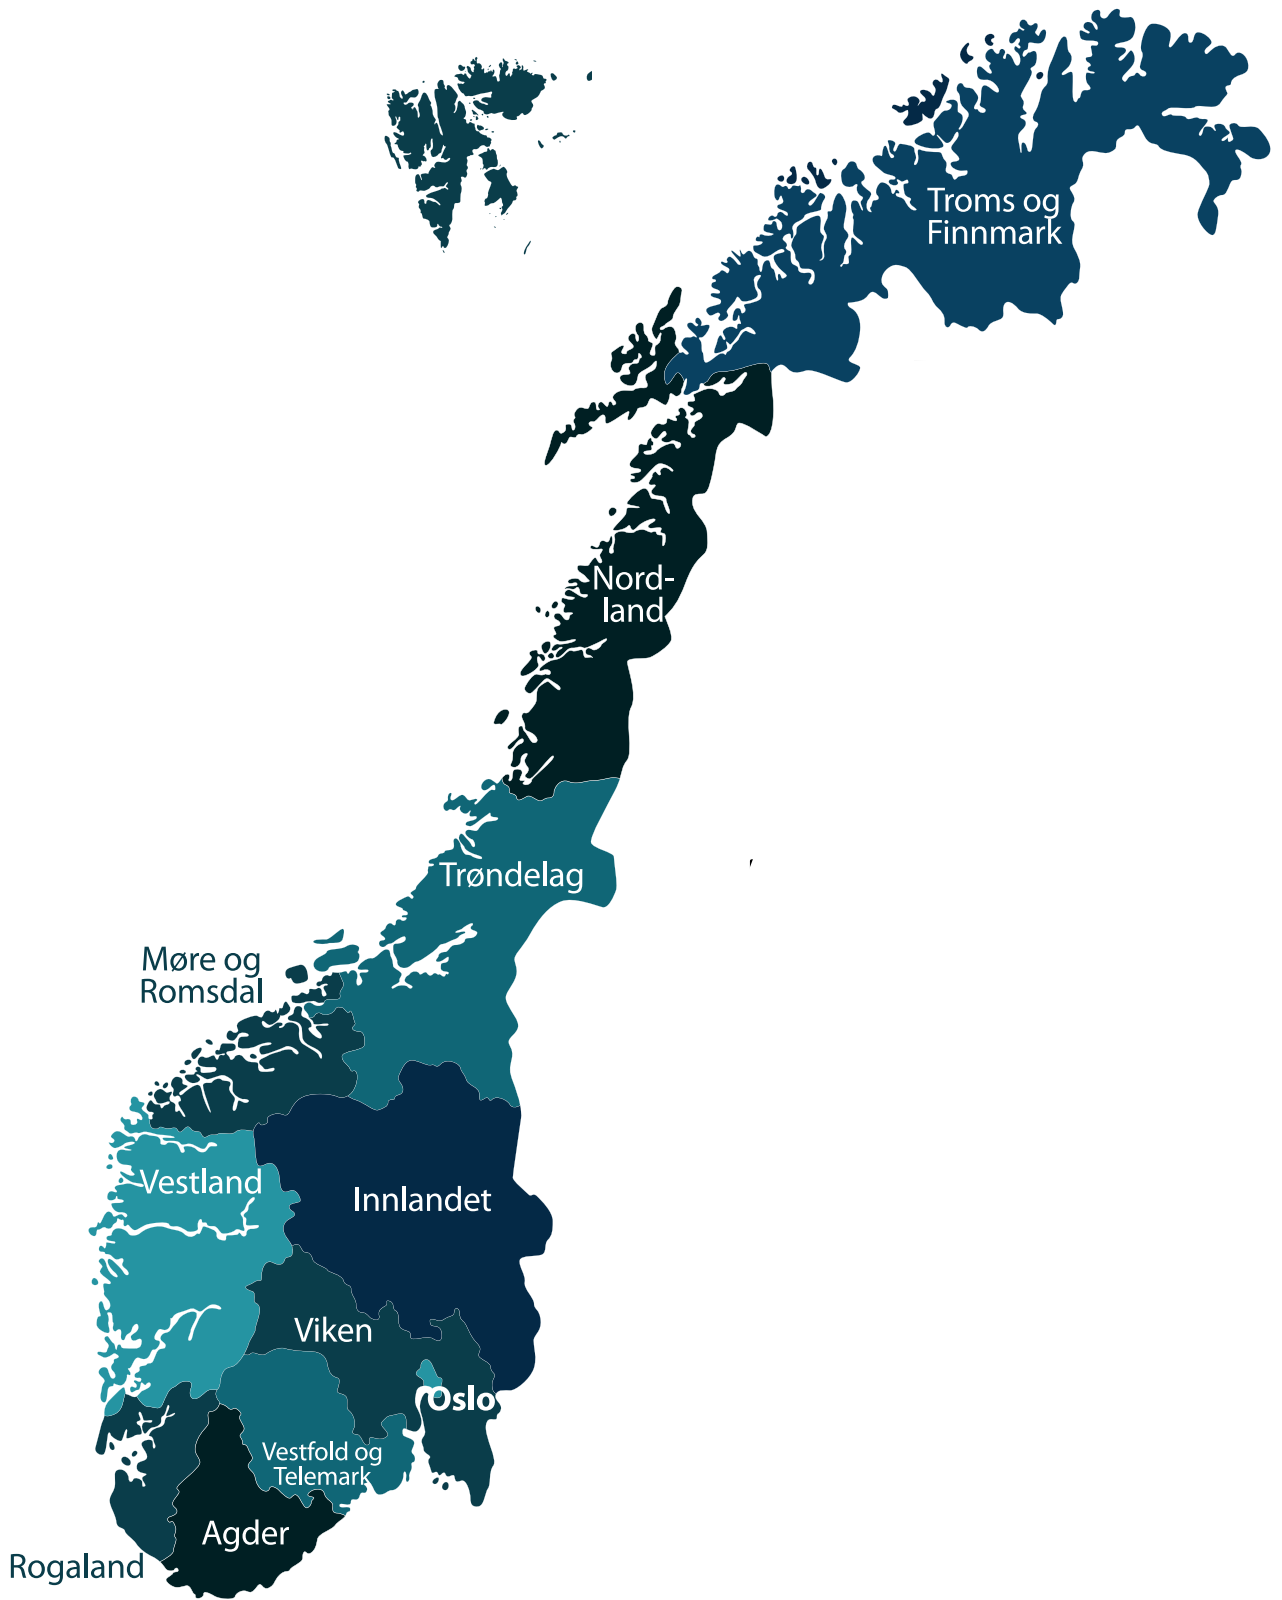 Troms og
Finnmark
Nord-
land
Trøndelag
Møre og
Romsdal
Vestland
Innlandet
Viken
Oslo
Vestfold og
Telemark
Agder
Rogaland